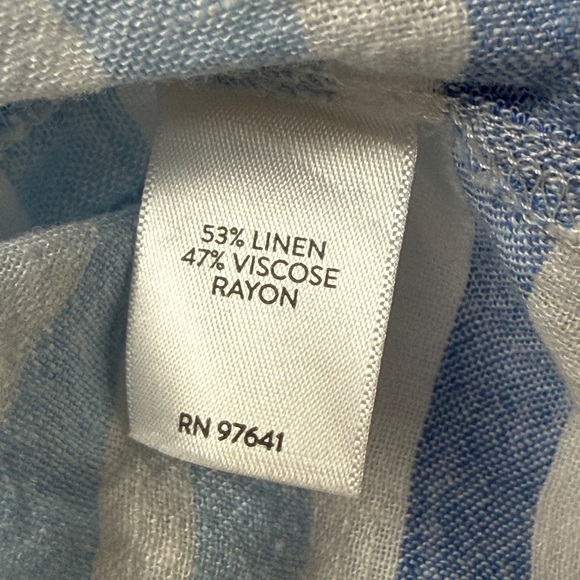 53% LINEN
47% VISCOSE
RAYON
RN 97641